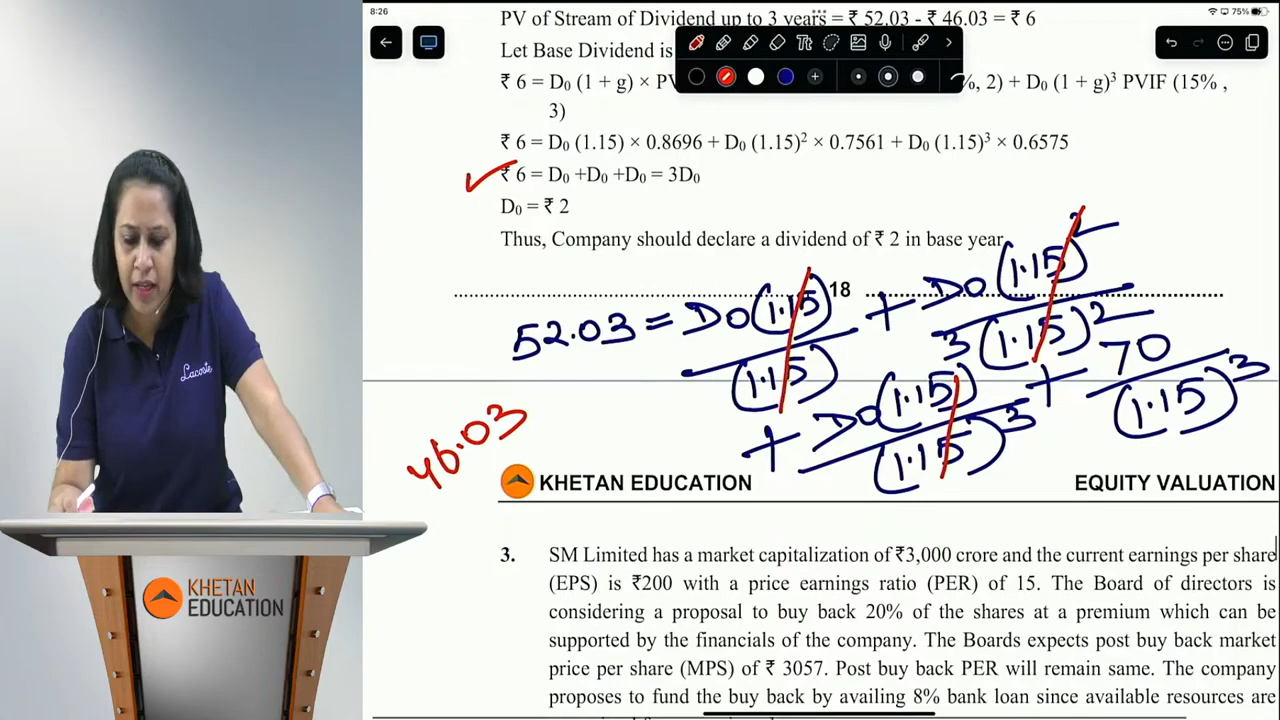 8:26
75%
PV of Stream of Dividend up to 3 years = ₹ 52.03 - ₹ 46.03 = ₹ 6
Let Base Dividend is
₹ 6 = D₀ (1 + g) × PV %, 2) + D₀ (1 + g)³ PVIF (15% ,
3)
₹ 6 = D₀ (1.15) × 0.8696 + D₀ (1.15)² × 0.7561 + D₀ (1.15)³ × 0.6575
₹ 6 = D₀ +D₀ +D₀ = 3D₀
D₀ = ₹ 2
Thus, Company should declare a dividend of ₹ 2 in base year
18
52.03 = D0(1.15) / (1.15) + D0(1.15)² / (1.15)²
+ D0(1.15)³ / (1.15)³ + 70 / (1.15)³
46.03
Lacoste
KHETAN EDUCATION EQUITY VALUATION
3. SM Limited has a market capitalization of ₹3,000 crore and the current earnings per share
(EPS) is ₹200 with a price earnings ratio (PER) of 15. The Board of directors is
considering a proposal to buy back 20% of the shares at a premium which can be
supported by the financials of the company. The Boards expects post buy back market
price per share (MPS) of ₹ 3057. Post buy back PER will remain same. The company
proposes to fund the buy back by availing 8% bank loan since available resources are
KHETAN
EDUCATION